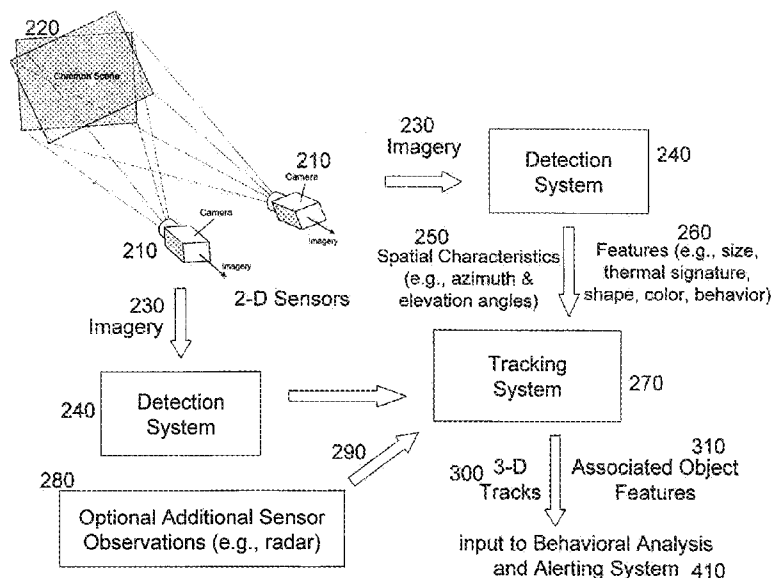 220
Common Scene
210
Camera
Imagery
210
Camera
Imagery
2-D Sensors
230
Imagery
230
Imagery
240
Detection
System
250
Spatial Characteristics
(e.g., azimuth &
elevation angles)
260
Features (e.g., size,
thermal signature,
shape, color, behavior)
240
Detection
System
Tracking
System
270
290
280
Optional Additional Sensor
Observations (e.g., radar)
300
3-D
Tracks
310
Associated Object
Features
input to Behavioral Analysis
and Alerting System 410